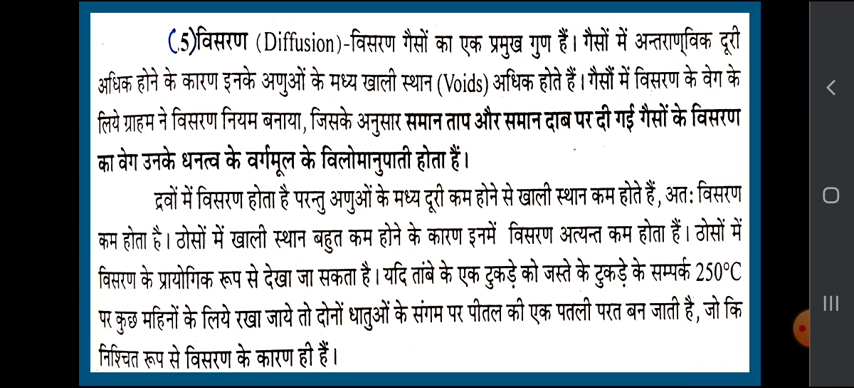 (5)विसरण (Diffusion)-विसरण गैसों का एक प्रमुख गुण हैं। गैसों में अन्तराण्विक दूरी
अधिक होने के कारण इनके अणुओं के मध्य खाली स्थान (Voids) अधिक होते हैं। गैसों में विसरण के वेग के
लिये ग्राहम ने विसरण नियम बनाया, जिसके अनुसार समान ताप और समान दाब पर दी गई गैसों के विसरण
का वेग उनके धनत्व के वर्गमूल के विलोमानुपाती होता हैं।
द्रवों में विसरण होता है परन्तु अणुओं के मध्य दूरी कम होने से खाली स्थान कम होते हैं, अत: विसरण
कम होता है। ठोसों में खाली स्थान बहुत कम होने के कारण इनमें विसरण अत्यन्त कम होता हैं। ठोसों में
विसरण के प्रायोगिक रूप से देखा जा सकता है। यदि तांबे के एक टुकड़े को जस्ते के टुकड़े के सम्पर्क 250°C
पर कुछ महिनों के लिये रखा जाये तो दोनों धातुओं के संगम पर पीतल की एक पतली परत बन जाती है, जो कि
निश्चित रूप से विसरण के कारण ही हैं।